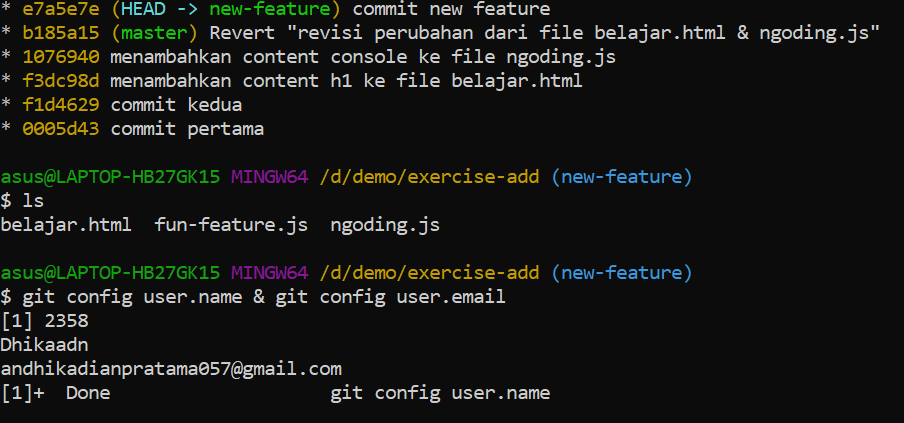 * e7a5e7e (HEAD -> new-feature) commit new feature
* b185a15 (master) Revert "revisi perubahan dari file belajar.html & ngoding.js"
* 1076940 menambahkan content console ke file ngoding.js
* f3dc98d menambahkan content h1 ke file belajar.html
* f1d4629 commit kedua
* 0005d43 commit pertama
asus@LAPTOP-HB27GK15 MINGW64 /d/demo/exercise-add (new-feature)
$ ls
belajar.html  fun-feature.js  ngoding.js
asus@LAPTOP-HB27GK15 MINGW64 /d/demo/exercise-add (new-feature)
$ git config user.name & git config user.email
[1] 2358
Dhikaadn
andhikadianpratama057@gmail.com
[1]+  Done                    git config user.name